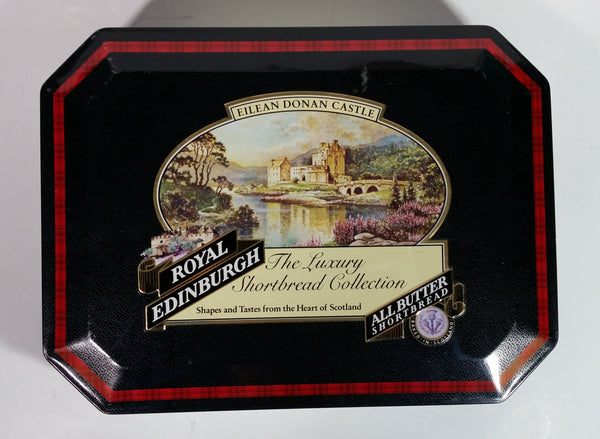 EILEAN DONAN CASTLE
ROYAL
EDINBURGH
The Luxury
Shortbread Collection
Shapes and Tastes from the Heart of Scotland
ALL BUTTER
SHORTBREAD